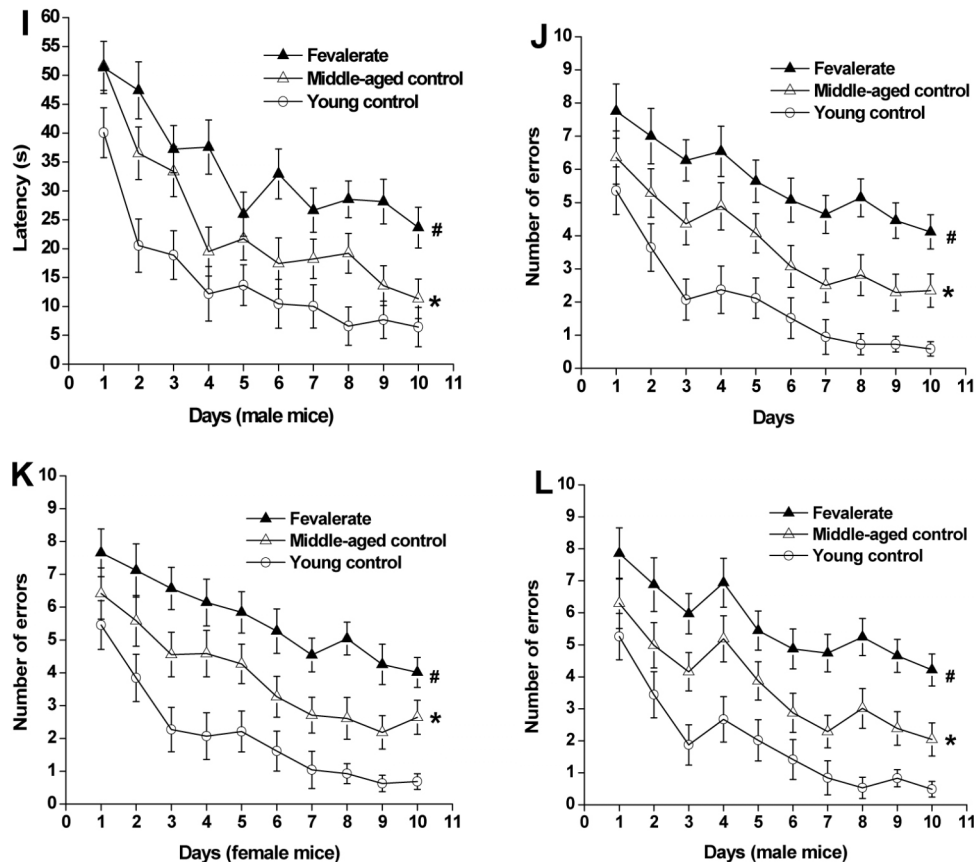 I
60
55
50
45
40
35
30
25
20
15
10
5
0
Latency (s)
Fevalerate
Middle-aged control
Young control
#
*
0 1 2 3 4 5 6 7 8 9 10 11
Days (male mice)
J
10
9
8
7
6
5
4
3
2
1
0
Number of errors
Fevalerate
Middle-aged control
Young control
#
*
0 1 2 3 4 5 6 7 8 9 10 11
Days
K
10
9
8
7
6
5
4
3
2
1
0
Number of errors
Fevalerate
Middle-aged control
Young control
#
*
0 1 2 3 4 5 6 7 8 9 10 11
Days (female mice)
L
10
9
8
7
6
5
4
3
2
1
0
Number of errors
Fevalerate
Middle-aged control
Young control
#
*
0 1 2 3 4 5 6 7 8 9 10 11
Days (male mice)